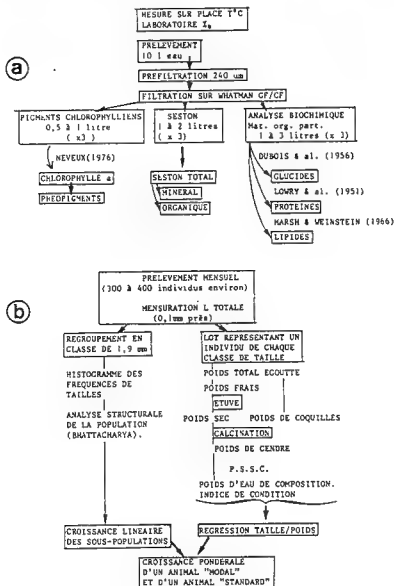 MESURE SUR PLACE T°C
LABORATOIRE
PRELEVEMENT
10 l eau
a
PREFILTRATION 240 um
FILTRATION SUR WHATMAN GF/CF
PIGMENTS CHLOROPHYLLIENS
0,5 à 1 litre
(x3)
SESTON
1 à 2 litres
(x 3)
ANALYSE BIOCHIMIQUE
Mat. org. part.
1 à 3 litres (x 3)
NEVEUX(1976)
CHLOROPHYLLE a
PHEOPIGMENTS
SESTON TOTAL
MINERAL
ORGANIQUE
DUBOIS & al. (1956)
GLUCIDES
LOWRY & al. (1951)
PROTEINES
MARSH & WEINSTEIN (1966)
LIPIDES
b
PRELEVEMENT MENSUEL
(300 à 400 individus environ)
MENSURATION L TOTALE
(0,1mm près)
REGROUPEMENT EN
CLASSE DE 1,9 mm
HISTOGRAMME DES
FREQUENCES DE
TAILLES
ANALYSE STRUCTURALE
DE LA POPULATION
(BHATTACHARYA).
LOT REPRESENTANT UN
INDIVIDU DE CHAQUE
CLASSE DE TAILLE
POIDS TOTAL EGOUTTE
POIDS FRAIS
ETUVE
POIDS SEC POIDS DE COQUILLES
CALCINATION
POIDS DE CENDRE
P.S.S.C.
POIDS D'EAU DE COMPOSITION.
INDICE DE CONDITION
CROISSANCE LINEAIRE
DES SOUS-POPULATIONS
REGRESSION TAILLE/POIDS
CROISSANCE PONDERALE
D'UN ANIMAL "MODAL"
ET D'UN ANIMAL "STANDARD"